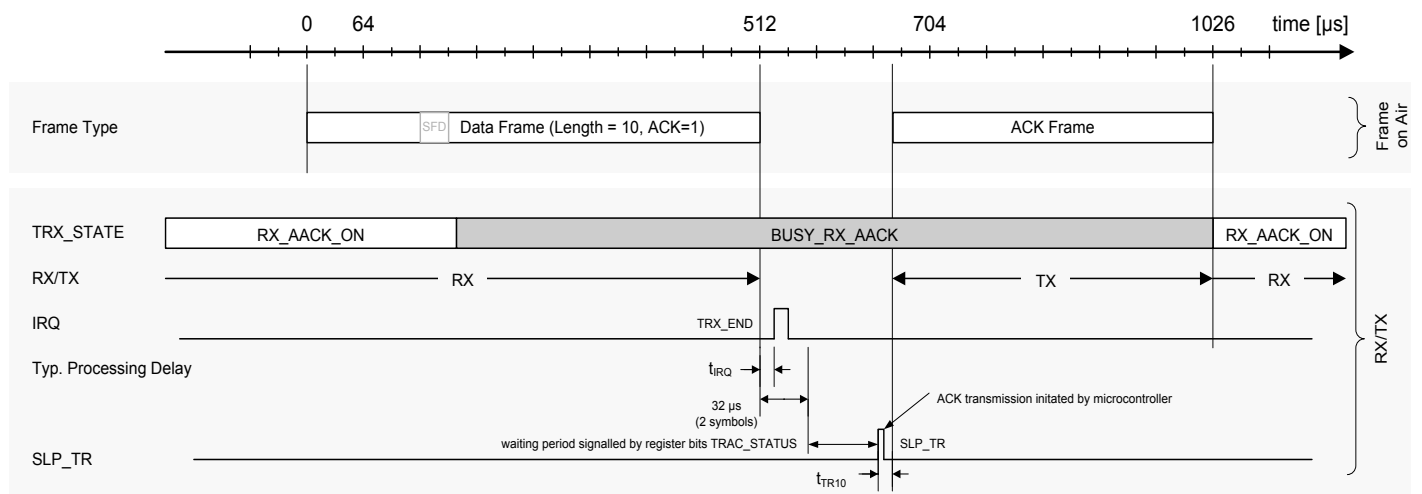 0 64 512 704 1026 time [µs]
Frame Type
SFD
Data Frame (Length = 10, ACK=1)
ACK Frame
Frame
on Air
TRX_STATE
RX_AACK_ON
BUSY_RX_AACK
RX_AACK_ON
RX/TX
RX
TX
RX
IRQ
TRX_END
RX/TX
Typ. Processing Delay
tIRQ
32 µs
(2 symbols)
ACK transmission initated by microcontroller
waiting period signalled by register bits TRAC_STATUS
SLP_TR
SLP_TR
tTR10